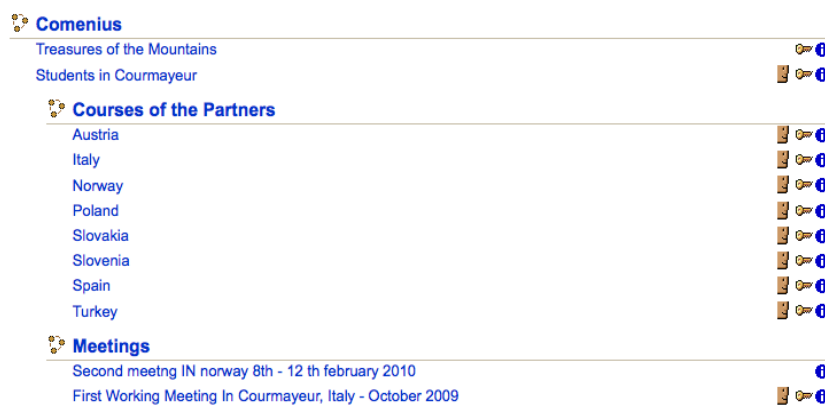 Comenius
Treasures of the Mountains
Students in Courmayeur
Courses of the Partners
Austria
Italy
Norway
Poland
Slovakia
Slovenia
Spain
Turkey
Meetings
Second meetng IN norway 8th - 12 th february 2010
First Working Meeting In Courmayeur, Italy - October 2009